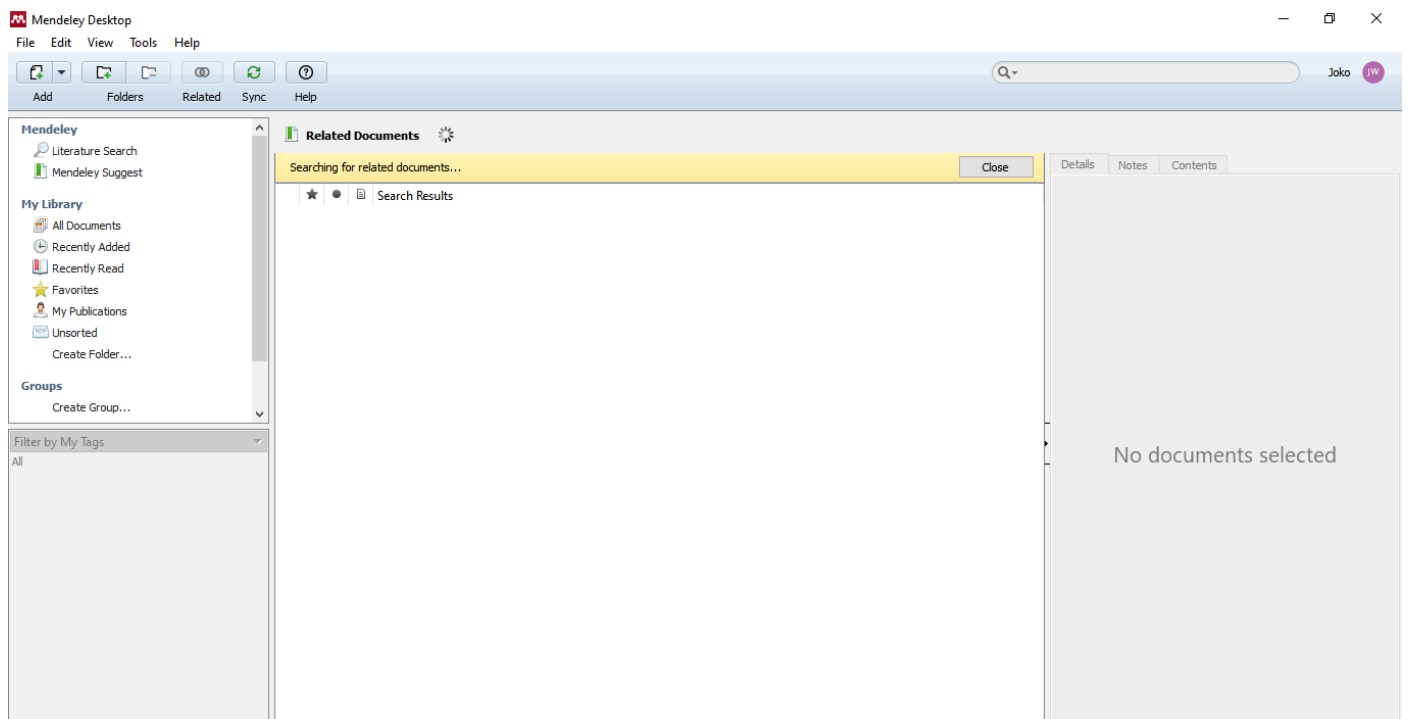 Mendeley Desktop
File Edit View Tools Help
Joko JW
Add Folders Related Sync Help
Mendeley
Literature Search
Mendeley Suggest
My Library
All Documents
Recently Added
Recently Read
Favorites
My Publications
Unsorted
Create Folder...
Groups
Create Group...
Filter by My Tags
All
Related Documents
Searching for related documents... Close
Search Results
Details Notes Contents
No documents selected